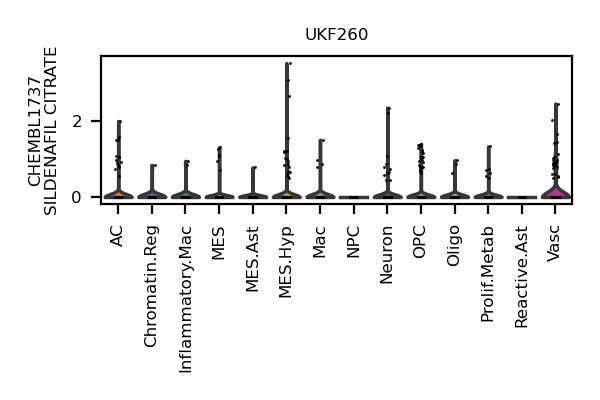 UKF260
CHEMBL1737
SILDENAFIL CITRATE
2
0
AC
Chromatin.Reg
Inflammatory.Mac
MES
MES.Ast
MES.Hyp
Mac
NPC
Neuron
OPC
Oligo
Prolif.Metab
Reactive.Ast
Vasc